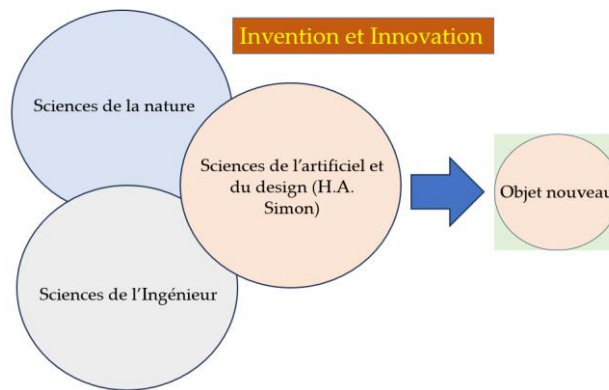 Invention et Innovation
Sciences de la nature
Sciences de l’artificiel et
du design (H.A.
Simon)
Objet nouveau
Sciences de l’Ingénieur